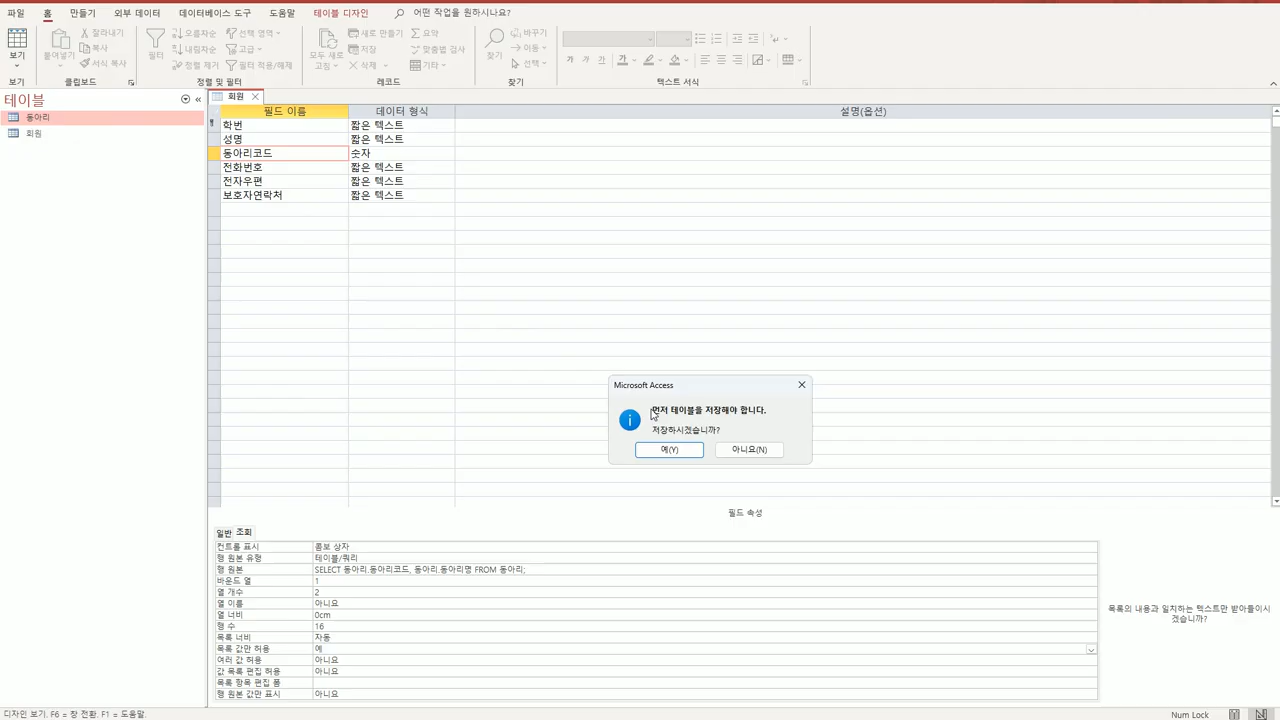 파일 홈 만들기 외부 데이터 데이터베이스 도구 도움말 테이블 디자인 어떤 작업을 원하시나요?
보기 붙여넣기 잘라내기 복사 서식 복사
필터 오름차순 내림차순 정렬 제거 선택 영역 고급 필터 적용/해제
모두 새로 고침 새로 만들기 저장 삭제 요약 맞춤법 검사 기타
찾기 바꾸기 이동 선택
보기 클립보드 정렬 및 필터 레코드 찾기 텍스트 서식
테이블
동아리
회원
회원
필드 이름 데이터 형식 설명(옵션)
학번 짧은 텍스트
성명 짧은 텍스트
동아리코드 숫자
전화번호 짧은 텍스트
전자우편 짧은 텍스트
보호자연락처 짧은 텍스트
Microsoft Access
먼저 테이블을 저장해야 합니다.
저장하시겠습니까?
예(Y) 아니요(N)
필드 속성
일반 조회
컨트롤 표시 콤보 상자
행 원본 유형 테이블/쿼리
행 원본 SELECT 동아리.동아리코드, 동아리.동아리명 FROM 동아리;
바운드 열 1
열 개수 2
열 이름 아니요
열 너비 0cm
행 수 16
목록 너비 자동
목록 값만 허용 예
여러 값 허용 아니요
값 목록 편집 허용 아니요
목록 항목 편집 폼
행 원본 값만 표시 아니요
목록의 내용과 일치하는 텍스트만 받아들이시
겠습니까?
디자인 보기. F6 = 창 전환. F1 = 도움말. Num Lock